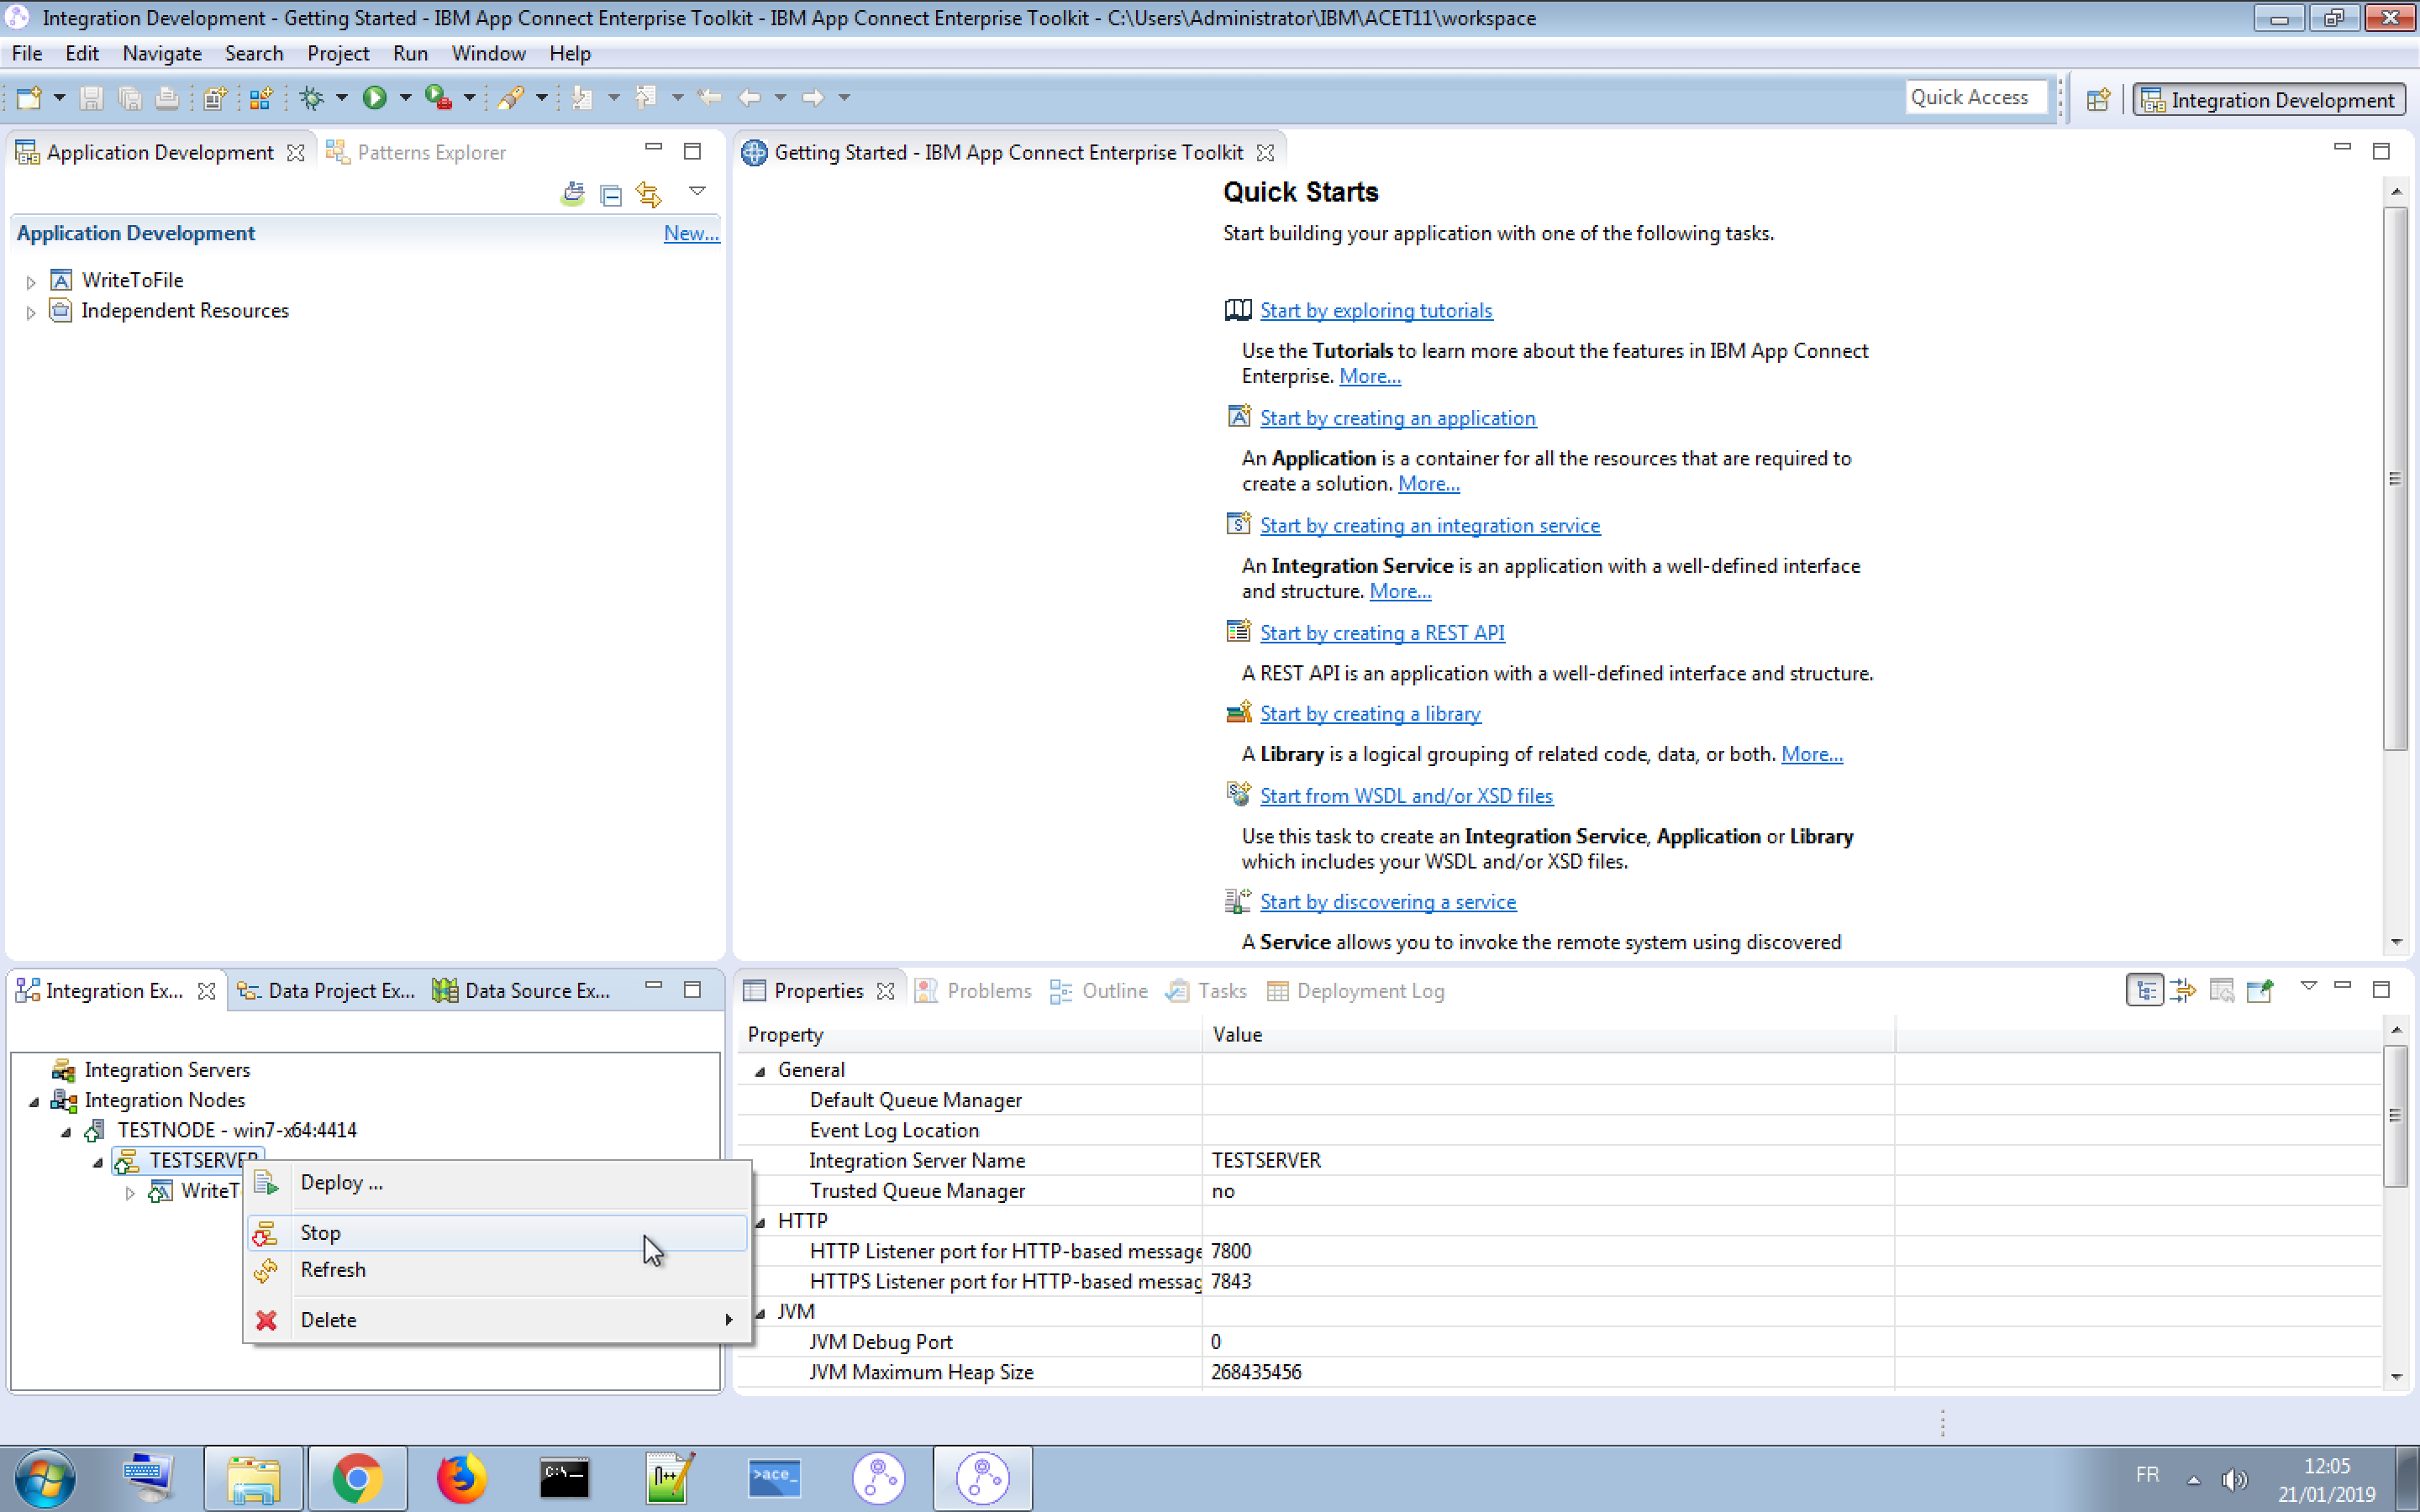 Integration Development - Getting Started - IBM App Connect Enterprise Toolkit - IBM App Connect Enterprise Toolkit - C:\Users\Administrator\IBM\ACET11\workspace
File Edit Navigate Search Project Run Window Help
Quick Access Integration Development
Application Development Patterns Explorer
Application Development New...
WriteToFile
Independent Resources
Getting Started - IBM App Connect Enterprise Toolkit
Quick Starts
Start building your application with one of the following tasks.
Start by exploring tutorials
Use the Tutorials to learn more about the features in IBM App Connect
Enterprise. More...
Start by creating an application
An Application is a container for all the resources that are required to
create a solution. More...
Start by creating an integration service
An Integration Service is an application with a well-defined interface
and structure. More...
Start by creating a REST API
A REST API is an application with a well-defined interface and structure.
Start by creating a library
A Library is a logical grouping of related code, data, or both. More...
Start from WSDL and/or XSD files
Use this task to create an Integration Service, Application or Library
which includes your WSDL and/or XSD files.
Start by discovering a service
A Service allows you to invoke the remote system using discovered
Integration Ex... Data Project Ex... Data Source Ex...
Integration Servers
Integration Nodes
TESTNODE - win7-x64:4414
TESTSERVER
WriteT
Deploy ...
Stop
Refresh
Delete
Properties Problems Outline Tasks Deployment Log
Property Value
General
Default Queue Manager
Event Log Location
Integration Server Name TESTSERVER
Trusted Queue Manager no
HTTP
HTTP Listener port for HTTP-based message 7800
HTTPS Listener port for HTTP-based messag 7843
JVM
JVM Debug Port 0
JVM Maximum Heap Size 268435456
C:\
n++
>ace_
FR
12:05
21/01/2019